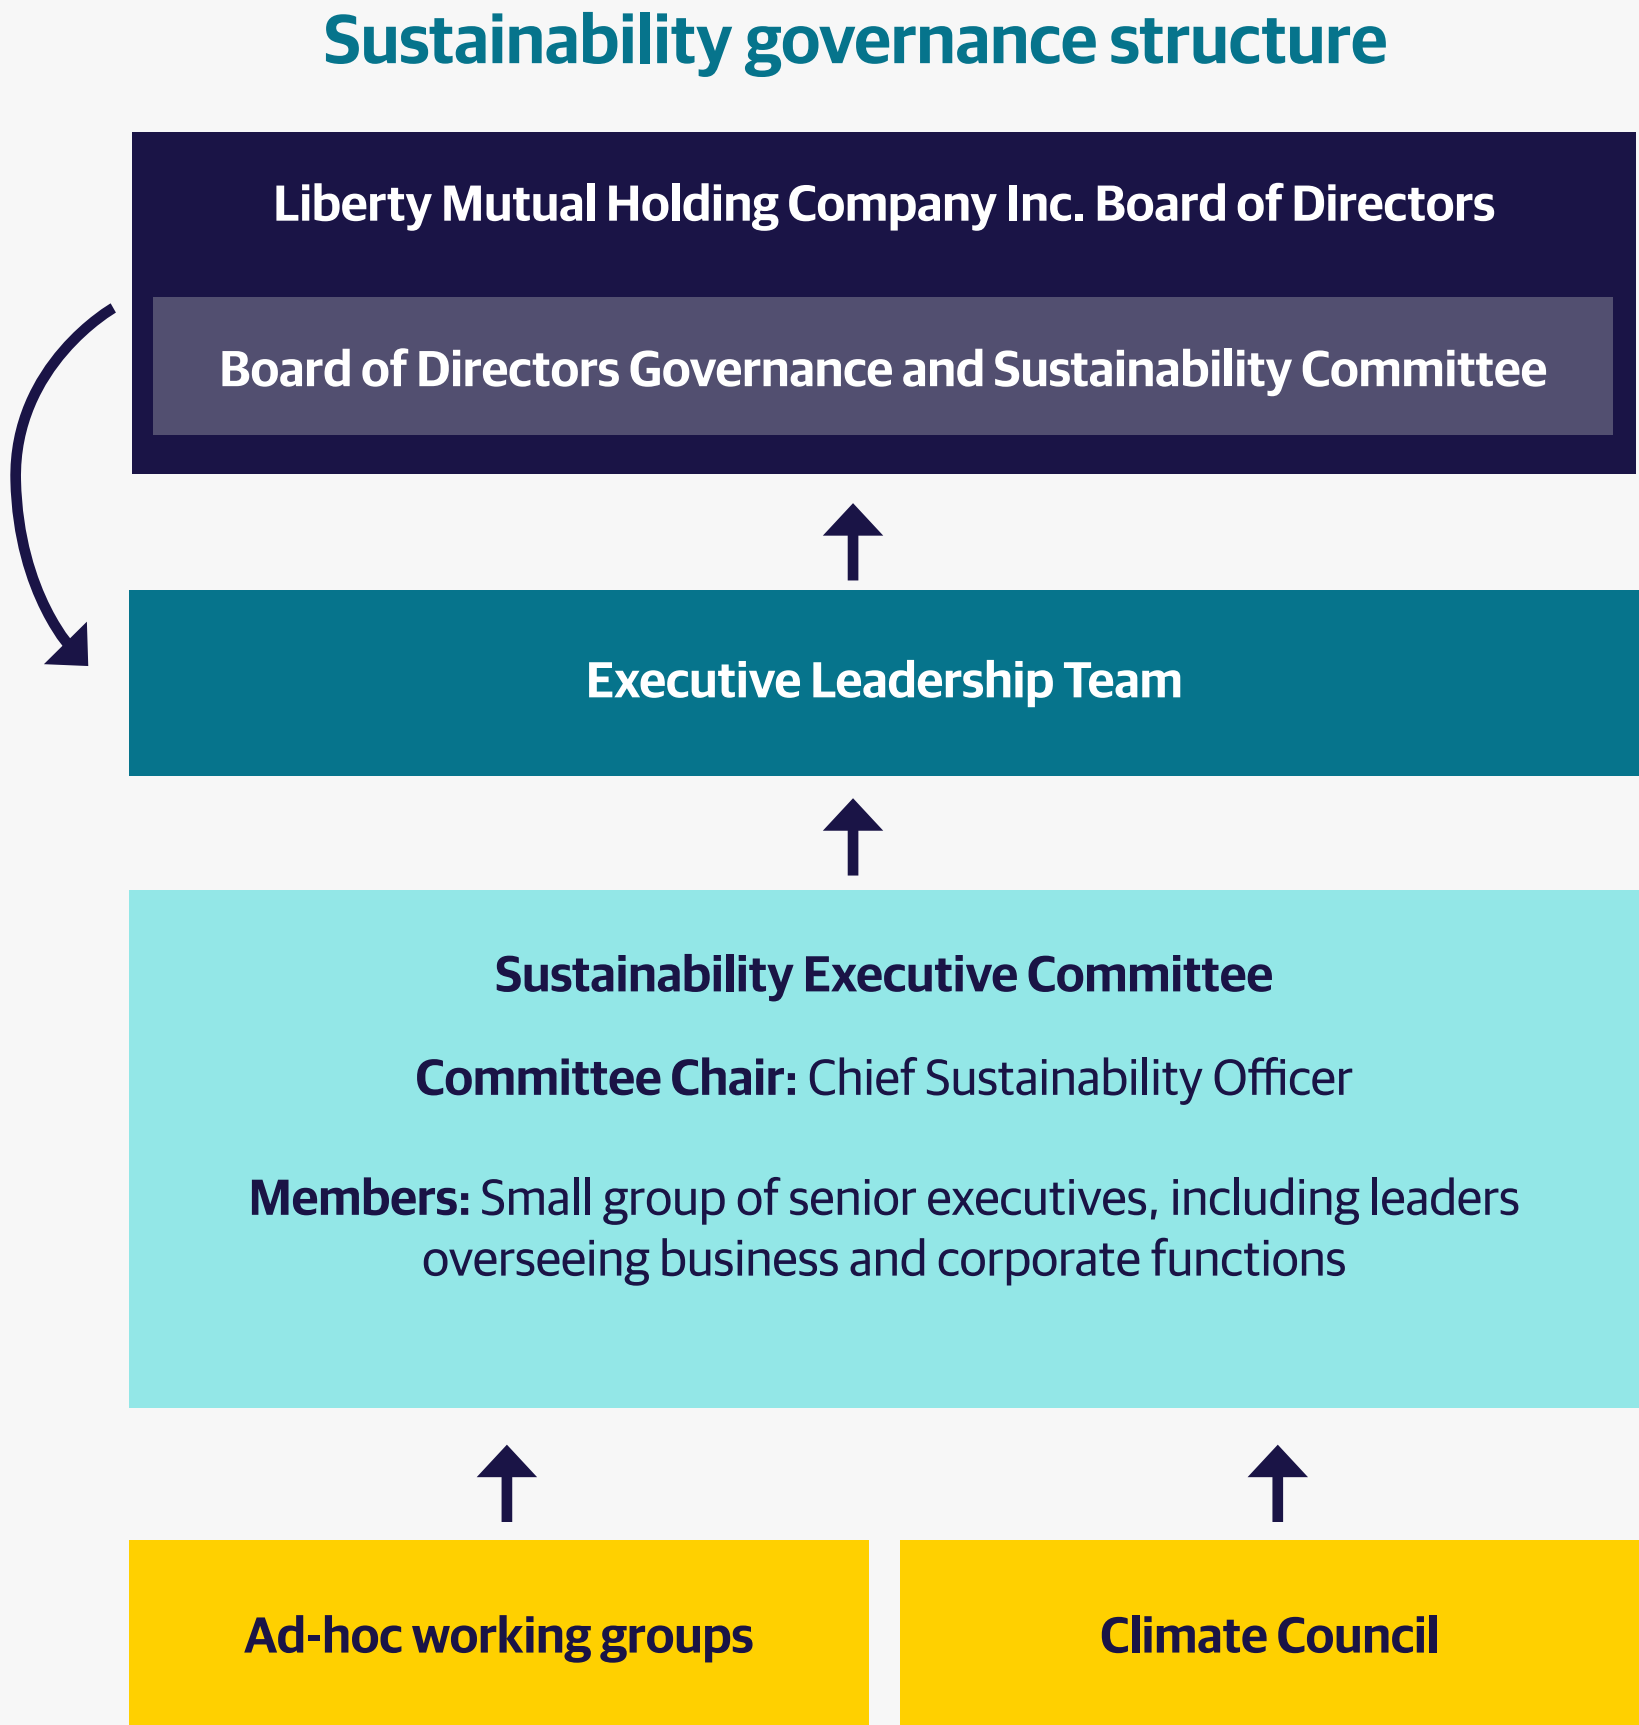 Sustainability governance structure
Liberty Mutual Holding Company Inc. Board of Directors
Board of Directors Governance and Sustainability Committee
Executive Leadership Team
Sustainability Executive Committee
Committee Chair: Chief Sustainability Officer
Members: Small group of senior executives, including leaders
overseeing business and corporate functions
Ad-hoc working groups
Climate Council